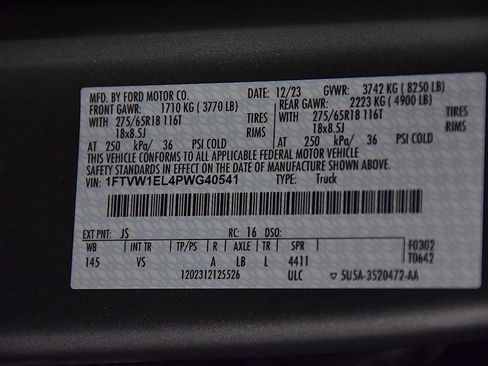 MFD. BY FORD MOTOR CO. DATE: 12/23 GVWR: 3742 KG ( 8250 LB)
FRONT GAWR: 1710 KG ( 3770 LB) REAR GAWR: 2223 KG ( 4900 LB)
WITH 275/65R18 116T TIRES WITH 275/65R18 116T TIRES
18x8.5J RIMS 18x8.5J RIMS
AT 250 kPa/ 36 PSI COLD AT 250 kPa/ 36 PSI COLD
THIS VEHICLE CONFORMS TO ALL APPLICABLE FEDERAL MOTOR VEHICLE
SAFETY STANDARDS IN EFFECT ON THE DATE OF MANUFACTURE SHOWN ABOVE.
VIN: 1FTVW1EL4PWG40541 TYPE: Truck
EXT PNT: JS RC: 16 DSO:
WB INT TR TP/PS R AXLE TR SPR F0302
145 VS A LB L 4411 T0642
1202312125526 ULC 5U5A-3520472-AA